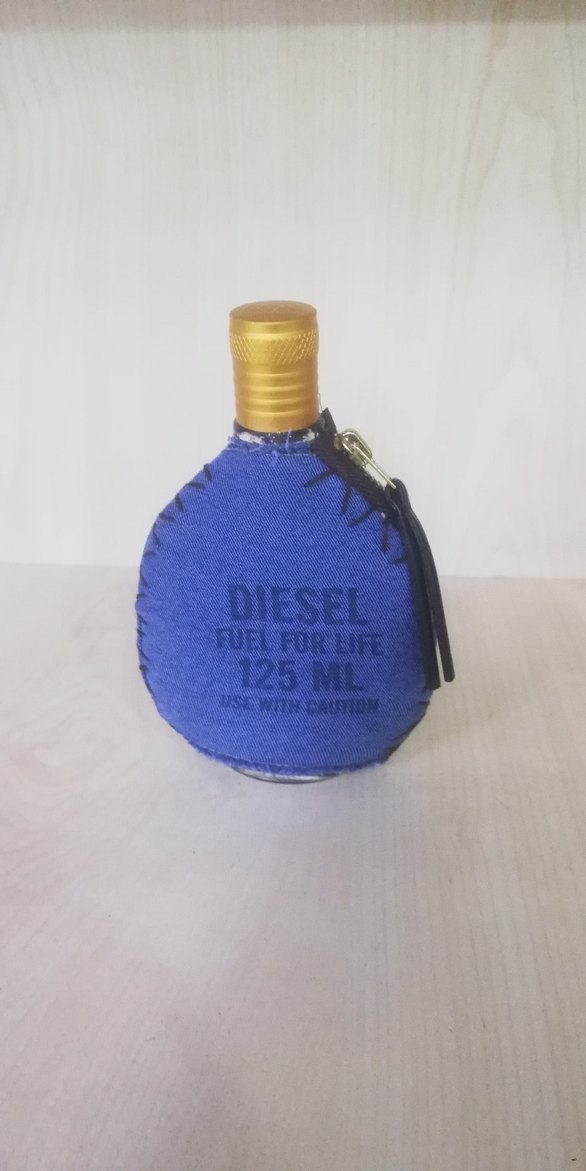 DIESEL
FUEL FOR LIFE
125 ML
USE WITH CAUTION